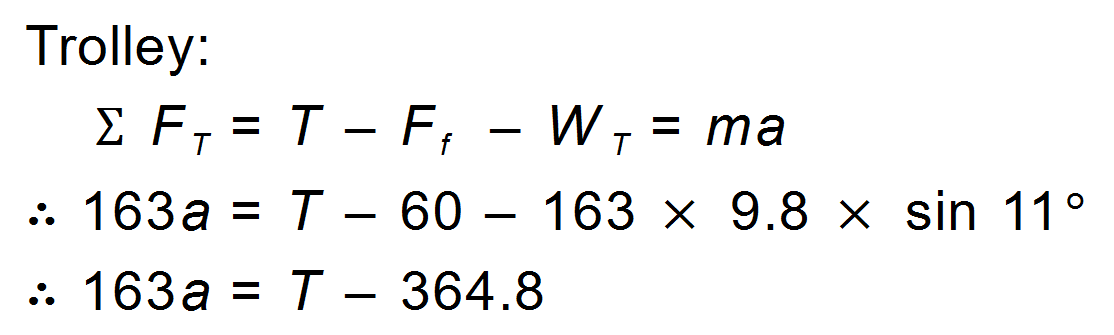 Trolley:
Σ F_T = T – F_f – W_T = ma
∴ 163a = T – 60 – 163 × 9.8 × sin 11°
∴ 163a = T – 364.8